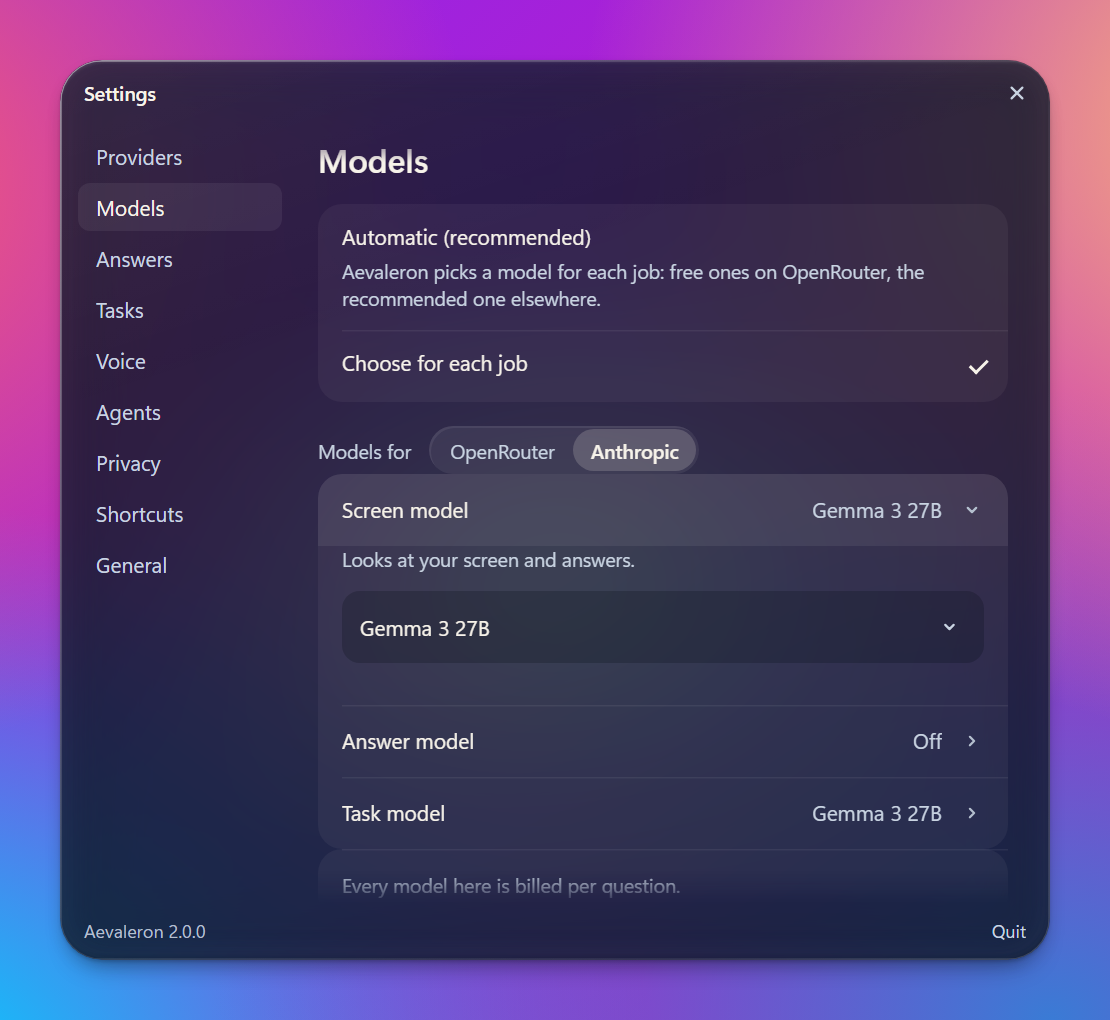 Settings
Providers
Models
Answers
Tasks
Voice
Agents
Privacy
Shortcuts
General
Models
Automatic (recommended)
Aevaleron picks a model for each job: free ones on OpenRouter, the
recommended one elsewhere.
Choose for each job
Models for OpenRouter Anthropic
Screen model Gemma 3 27B
Looks at your screen and answers.
Gemma 3 27B
Answer model Off
Task model Gemma 3 27B
Every model here is billed per question.
Aevaleron 2.0.0 Quit